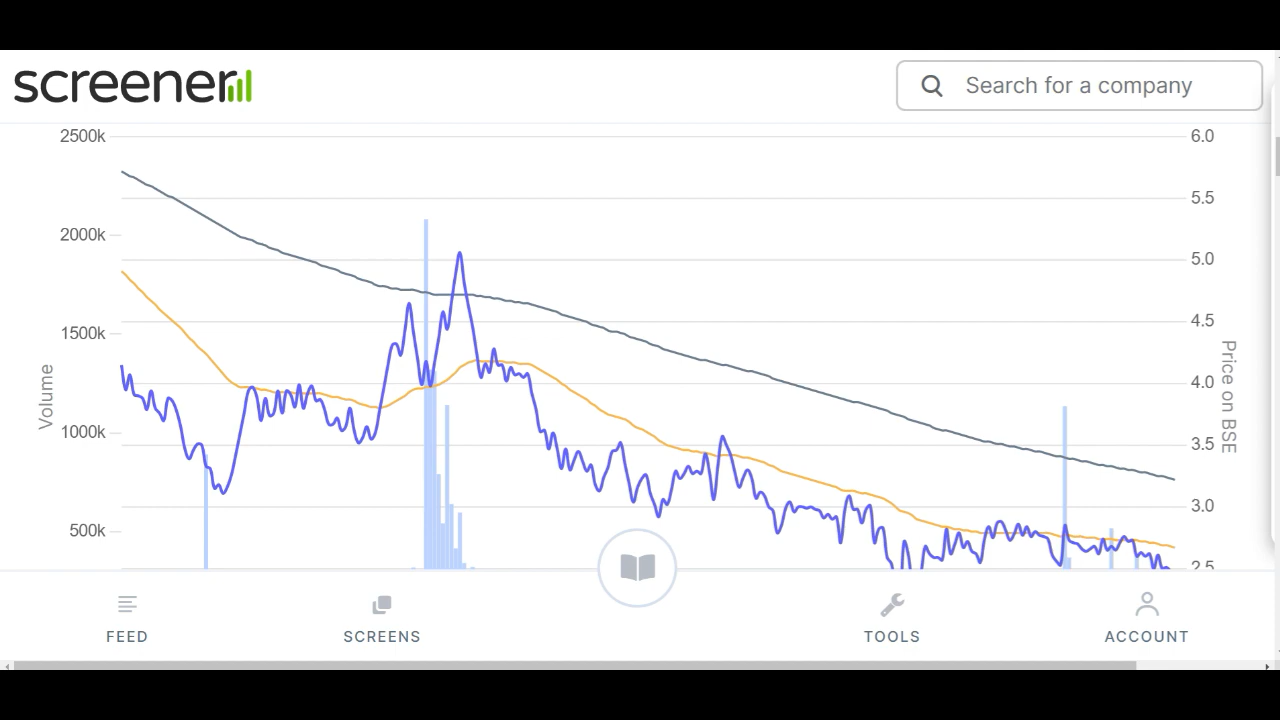 screener
Search for a company
2500k
2000k
1500k
1000k
500k
Volume
6.0
5.5
5.0
4.5
4.0
3.5
3.0
2.5
Price on BSE
FEED
SCREENS
TOOLS
ACCOUNT